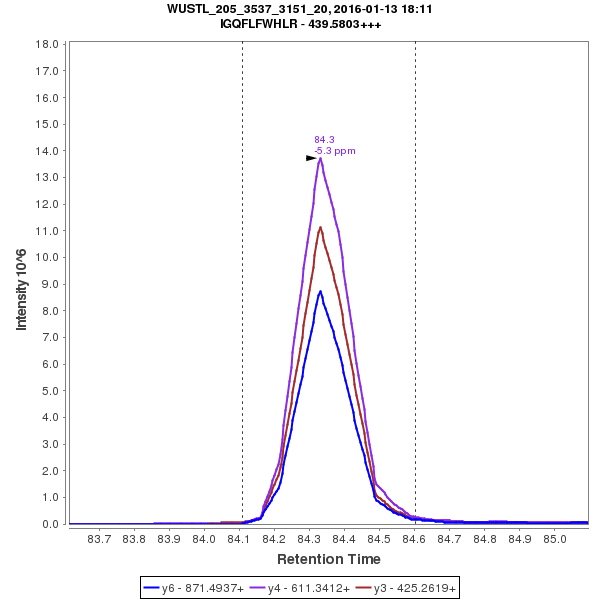 WUSTL_205_3537_3151_20, 2016-01-13 18:11
IGQFLFWHLR - 439.5803+++
18.0
17.0
16.0
15.0
14.0
13.0
12.0
11.0
10.0
9.0
8.0
7.0
6.0
5.0
4.0
3.0
2.0
1.0
0.0
Intensity 10^6
84.3
-5.3 ppm
83.7 83.8 83.9 84.0 84.1 84.2 84.3 84.4 84.5 84.6 84.7 84.8 84.9 85.0
Retention Time
y6 - 871.4937+ y4 - 611.3412+ y3 - 425.2619+